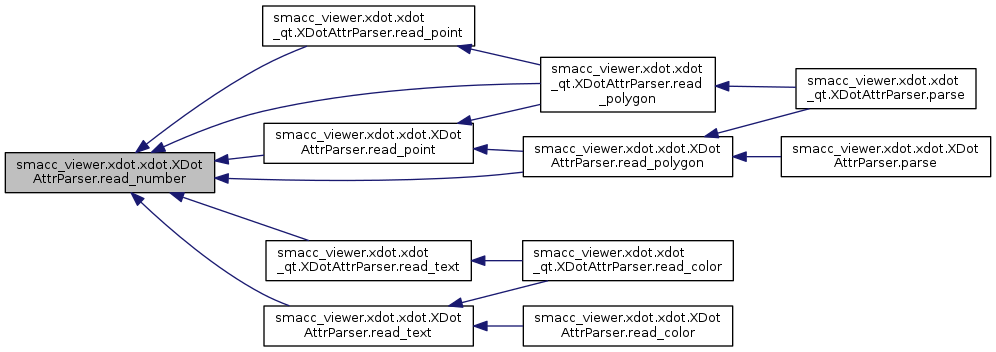 smacc_viewer.xdot.xdot
_qt.XDotAttrParser.read_point
smacc_viewer.xdot.xdot
_qt.XDotAttrParser.read
_polygon
smacc_viewer.xdot.xdot
_qt.XDotAttrParser.parse
smacc_viewer.xdot.xdot.XDot
AttrParser.read_point
smacc_viewer.xdot.xdot.XDot
AttrParser.read_polygon
smacc_viewer.xdot.xdot.XDot
AttrParser.parse
smacc_viewer.xdot.xdot.XDot
AttrParser.read_number
smacc_viewer.xdot.xdot
_qt.XDotAttrParser.read_text
smacc_viewer.xdot.xdot
_qt.XDotAttrParser.read_color
smacc_viewer.xdot.xdot.XDot
AttrParser.read_text
smacc_viewer.xdot.xdot.XDot
AttrParser.read_color